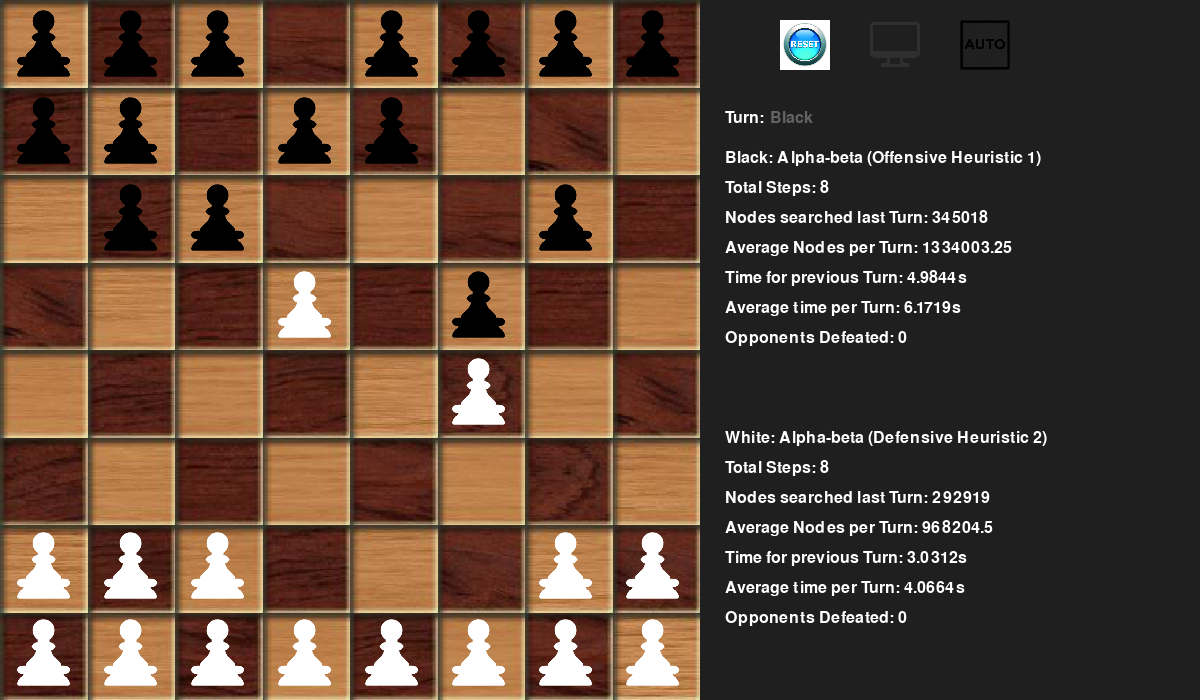 RESET
AUTO
Turn: Black
Black: Alpha-beta (Offensive Heuristic 1)
Total Steps: 8
Nodes searched last Turn: 345018
Average Nodes per Turn: 1334003.25
Time for previous Turn: 4.9844s
Average time per Turn: 6.1719s
Opponents Defeated: 0
White: Alpha-beta (Defensive Heuristic 2)
Total Steps: 8
Nodes searched last Turn: 292919
Average Nodes per Turn: 968204.5
Time for previous Turn: 3.0312s
Average time per Turn: 4.0664s
Opponents Defeated: 0